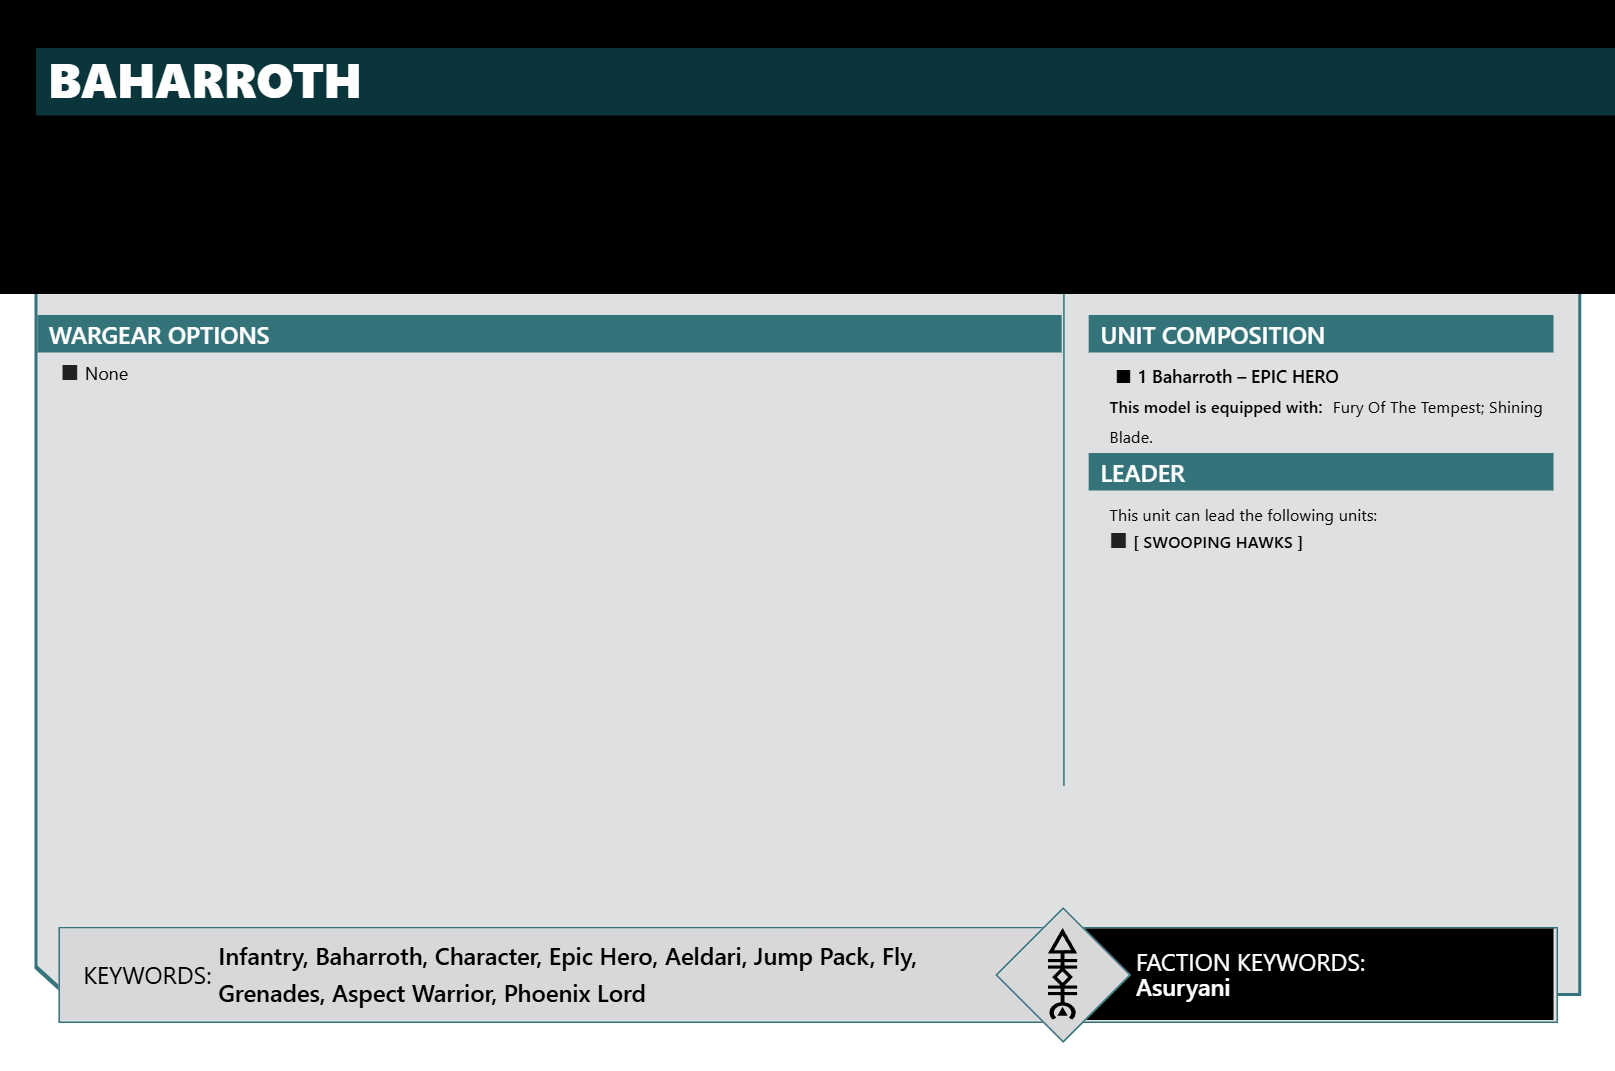 BAHARROTH
WARGEAR OPTIONS
■ None
UNIT COMPOSITION
■ 1 Baharroth – EPIC HERO
This model is equipped with: Fury Of The Tempest; Shining
Blade.
LEADER
This unit can lead the following units:
■ [ SWOOPING HAWKS ]
KEYWORDS: Infantry, Baharroth, Character, Epic Hero, Aeldari, Jump Pack, Fly,
Grenades, Aspect Warrior, Phoenix Lord
FACTION KEYWORDS:
Asuryani